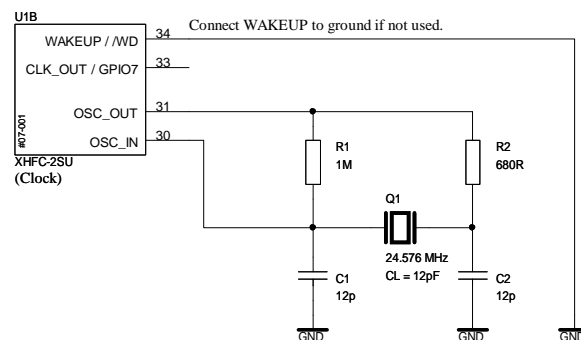 U1B
WAKEUP / /WD
34
Connect WAKEUP to ground if not used.
CLK_OUT / GPIO7
33
OSC_OUT
31
OSC_IN
30
#07-001
XHFC-2SU
(Clock)
R1
1M
R2
680R
Q1
24.576 MHz
CL = 12pF
C1
12p
C2
12p
GND
GND
GND